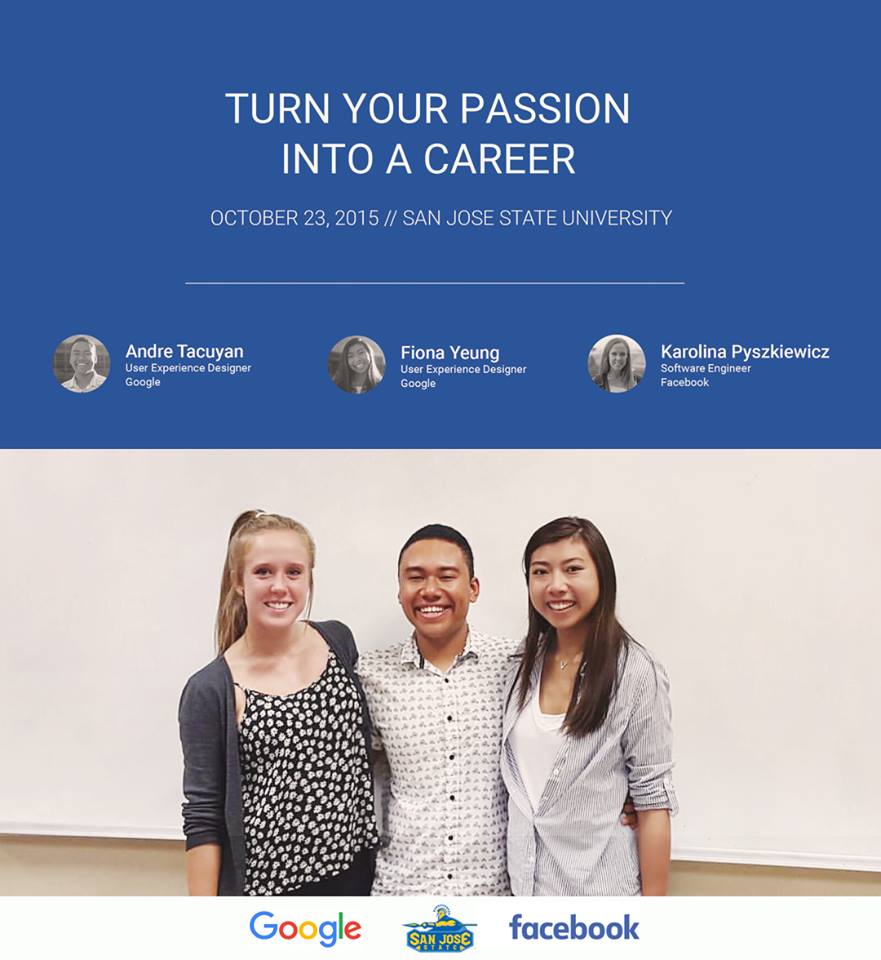 TURN YOUR PASSION
INTO A CAREER
OCTOBER 23, 2015 // SAN JOSE STATE UNIVERSITY
Andre Tacuyan
User Experience Designer
Google
Fiona Yeung
User Experience Designer
Google
Karolina Pyszkiewicz
Software Engineer
Facebook
Google
SAN JOSE
STATE
facebook